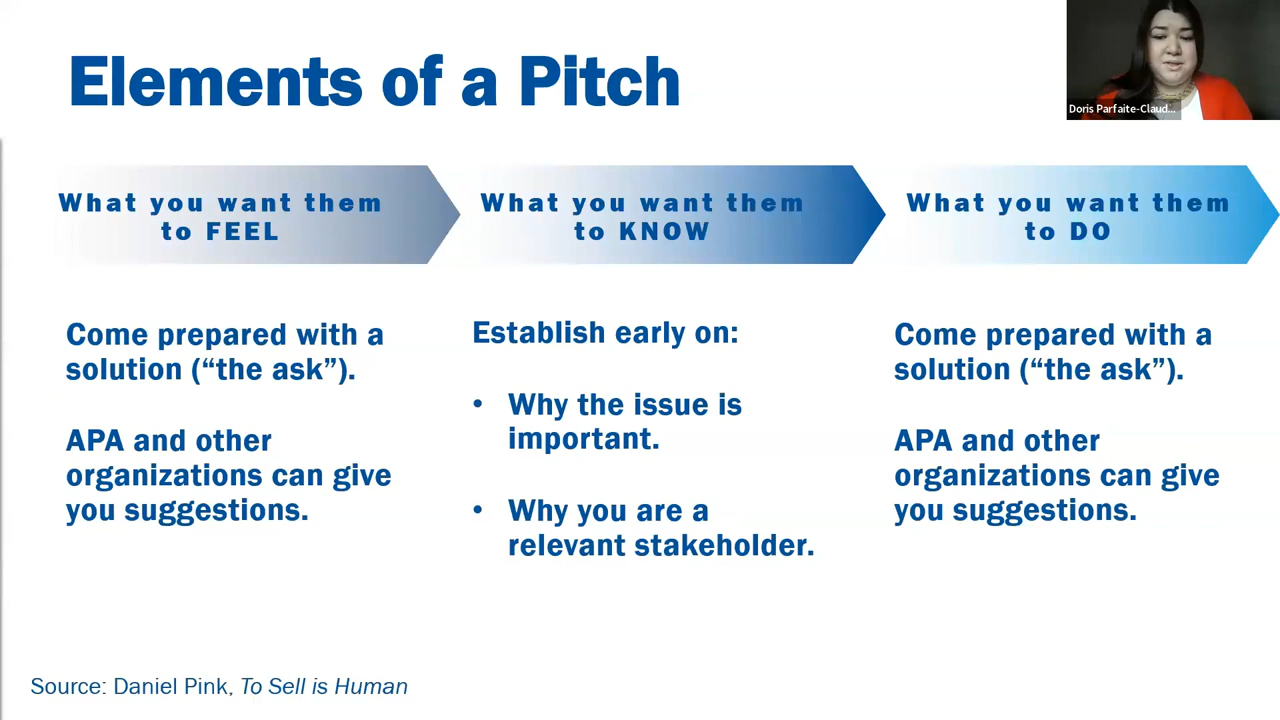 Elements of a Pitch
Doris Parfaite-Claud...
What you want them
to FEEL
What you want them
to KNOW
What you want them
to DO
Come prepared with a
solution (“the ask”).
APA and other
organizations can give
you suggestions.
Establish early on:
• Why the issue is
important.
• Why you are a
relevant stakeholder.
Come prepared with a
solution (“the ask”).
APA and other
organizations can give
you suggestions.
Source: Daniel Pink, To Sell is Human